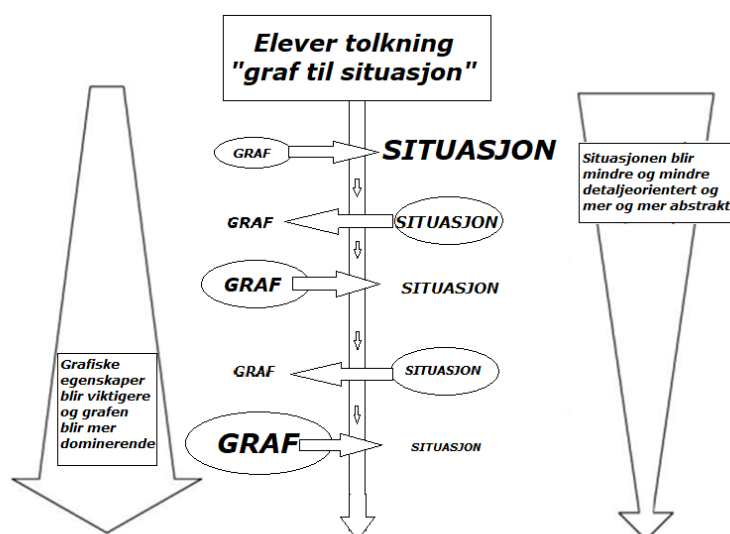 Elever tolkning
"graf til situasjon"
GRAF
SITUASJON
Situasjonen blir
mindre og mindre
detaljeorientert og
mer og mer abstrakt
GRAF
SITUASJON
GRAF
SITUASJON
GRAF
SITUASJON
Grafiske
egenskaper
blir viktigere
og grafen
blir mer
dominerende
GRAF
SITUASJON